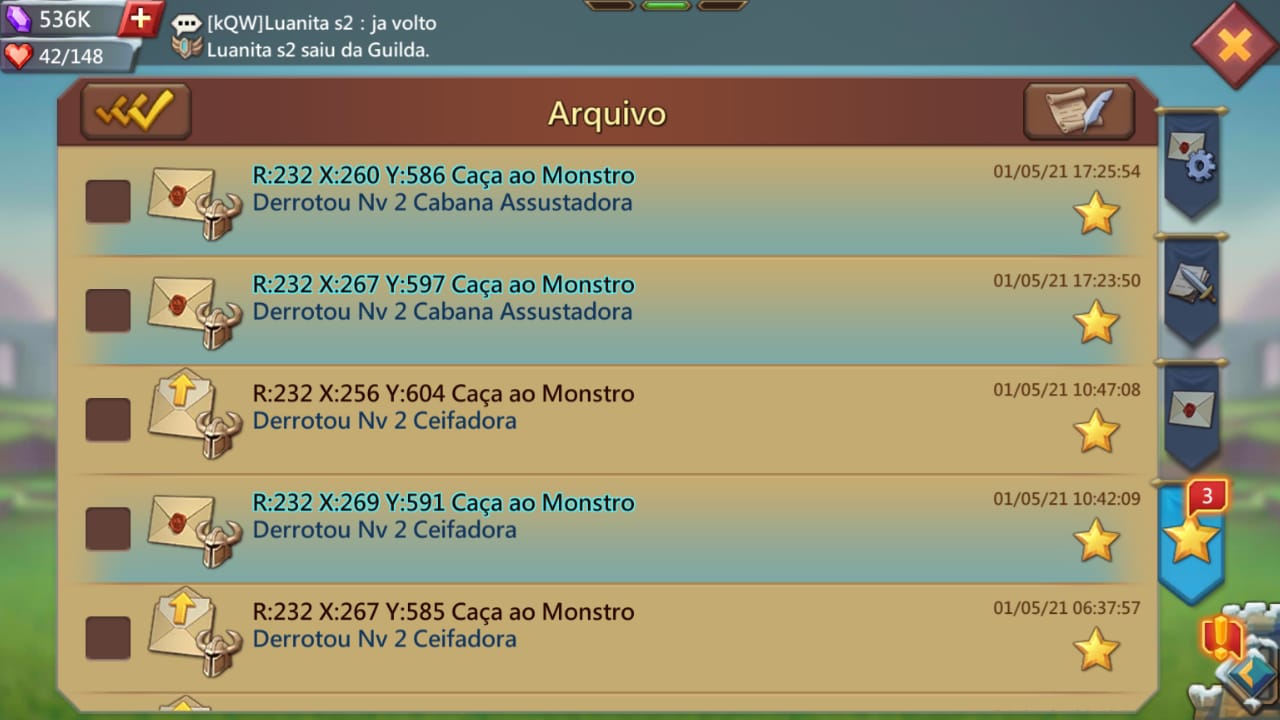 536K
42/148
[kQW]Luanita s2 : ja volto
Luanita s2 saiu da Guilda.
Arquivo
R:232 X:260 Y:586 Caça ao Monstro
01/05/21 17:25:54
Derrotou Nv 2 Cabana Assustadora
R:232 X:267 Y:597 Caça ao Monstro
01/05/21 17:23:50
Derrotou Nv 2 Cabana Assustadora
R:232 X:256 Y:604 Caça ao Monstro
01/05/21 10:47:08
Derrotou Nv 2 Ceifadora
R:232 X:269 Y:591 Caça ao Monstro
01/05/21 10:42:09
Derrotou Nv 2 Ceifadora
3
R:232 X:267 Y:585 Caça ao Monstro
01/05/21 06:37:57
Derrotou Nv 2 Ceifadora